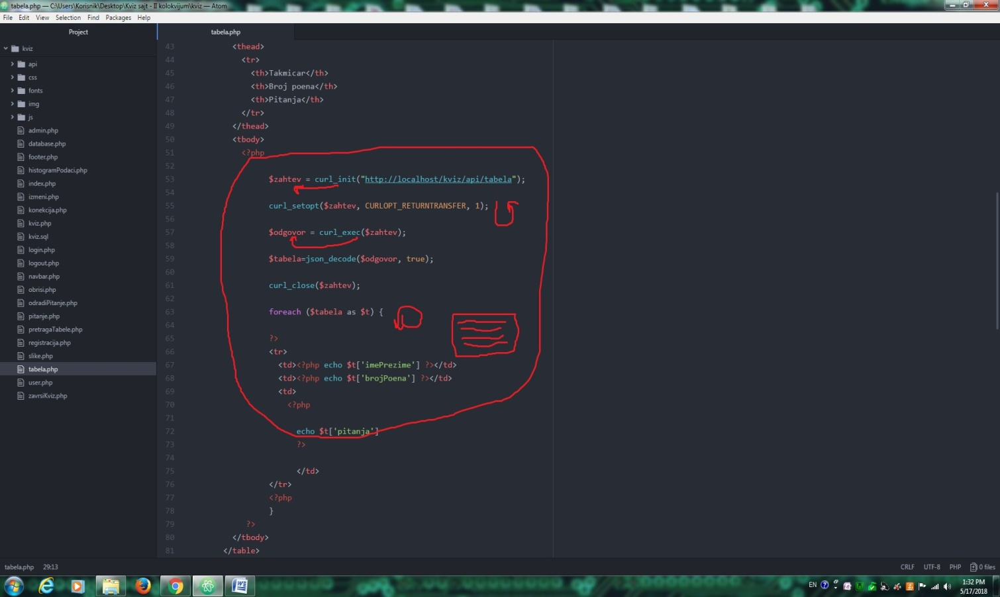 tabela.php — C:\Users\Korisnik\Desktop\Kviz sajt - II kolokvijum\kviz — Atom
File Edit View Selection Find Packages Help
Project
kviz
api
css
fonts
img
js
admin.php
database.php
footer.php
histogramPodaci.php
index.php
izmeni.php
konekcija.php
kviz.php
kviz.sql
login.php
logout.php
navbar.php
obrisi.php
odradiPitanje.php
pitanje.php
pretragaTabele.php
registracija.php
slike.php
tabela.php
user.php
zavrsiKviz.php
tabela.php
43 <thead>
44 <tr>
45 <th>Takmicar</th>
46 <th>Broj poena</th>
47 <th>Pitanja</th>
48 </tr>
49 </thead>
50 <tbody>
51 <?php
52
53 $zahtev = curl_init("http://localhost/kviz/api/tabela");
54
55 curl_setopt($zahtev, CURLOPT_RETURNTRANSFER, 1);
56
57 $odgovor = curl_exec($zahtev);
58
59 $tabela=json_decode($odgovor, true);
60
61 curl_close($zahtev);
62
63 foreach ($tabela as $t) {
64
65 ?>
66 <tr>
67 <td><?php echo $t['imePrezime'] ?></td>
68 <td><?php echo $t['brojPoena'] ?></td>
69 <td>
70 <?php
71
72 echo $t['pitanja']
73 ?>
74
75 </td>
76 </tr>
77 <?php
78 }
79 ?>
80 </tbody>
81 </table>
tabela.php 29:13
CRLF UTF-8 PHP 0 files
EN
1:32 PM
5/17/2018